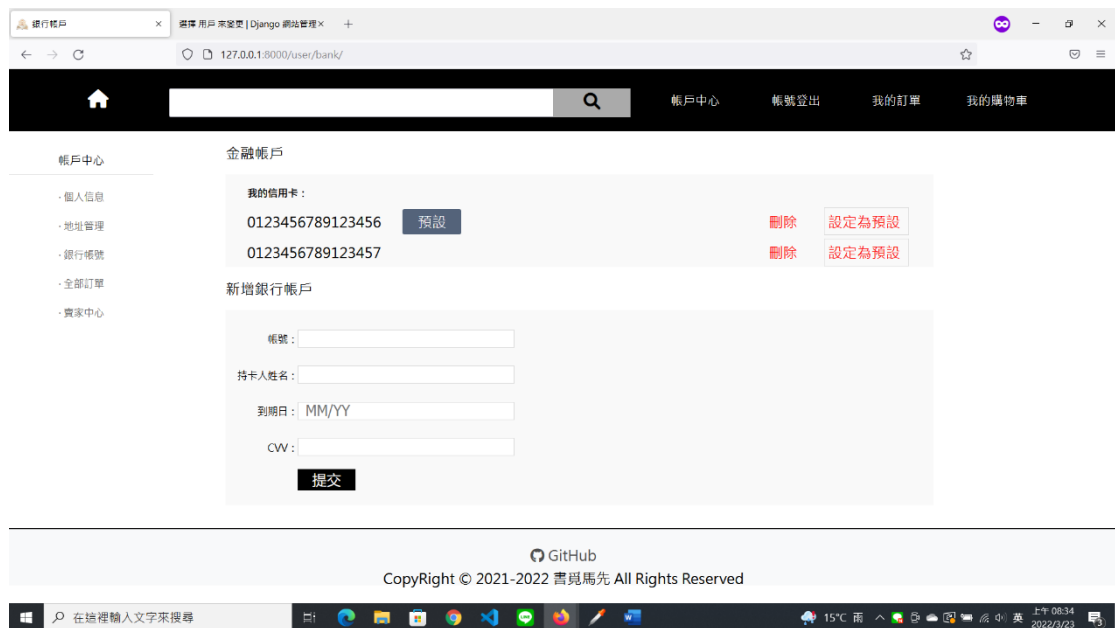 銀行帳戶
選擇 用戶 來變更 | Django 網站管理
127.0.0.1:8000/user/bank/
帳戶中心 帳號登出 我的訂單 我的購物車
帳戶中心
· 個人信息
· 地址管理
· 銀行帳號
· 全部訂單
· 賣家中心
金融帳戶
我的信用卡：
0123456789123456 預設 刪除 設定為預設
0123456789123457 刪除 設定為預設
新增銀行帳戶
帳號：
持卡人姓名：
到期日： MM/YY
CVV：
提交
GitHub
CopyRight © 2021-2022 書覓馬先 All Rights Reserved
在這裡輸入文字來搜尋
15°C 雨
英
上午 08:34
2022/3/23
3